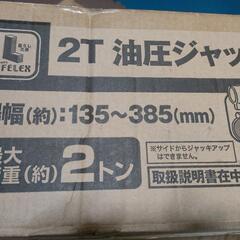 FELEX
2T 油圧ジャッ
幅(約):135～385(mm)
※サイドからジャッキアップ
はできません。
大
重(約)2トン
取扱説明書在中